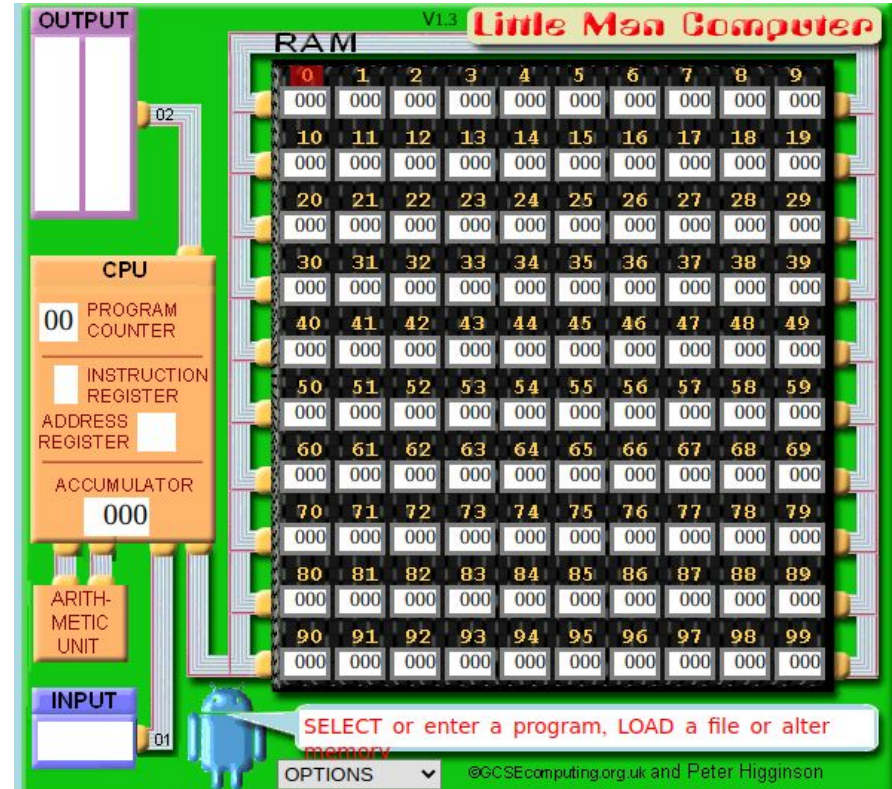 OUTPUT
V1.3 Little Man Computer
RAM
0 1 2 3 4 5 6 7 8 9
000 000 000 000 000 000 000 000 000 000
02
10 11 12 13 14 15 16 17 18 19
000 000 000 000 000 000 000 000 000 000
20 21 22 23 24 25 26 27 28 29
000 000 000 000 000 000 000 000 000 000
30 31 32 33 34 35 36 37 38 39
000 000 000 000 000 000 000 000 000 000
40 41 42 43 44 45 46 47 48 49
000 000 000 000 000 000 000 000 000 000
50 51 52 53 54 55 56 57 58 59
000 000 000 000 000 000 000 000 000 000
60 61 62 63 64 65 66 67 68 69
000 000 000 000 000 000 000 000 000 000
70 71 72 73 74 75 76 77 78 79
000 000 000 000 000 000 000 000 000 000
80 81 82 83 84 85 86 87 88 89
000 000 000 000 000 000 000 000 000 000
90 91 92 93 94 95 96 97 98 99
000 000 000 000 000 000 000 000 000 000
CPU
00 PROGRAM
COUNTER
INSTRUCTION
REGISTER
ADDRESS
REGISTER
ACCUMULATOR
000
ARITH-
METIC
UNIT
INPUT
01
SELECT or enter a program, LOAD a file or alter
memory
OPTIONS
©GCSEcomputing.org.uk and Peter Higginson